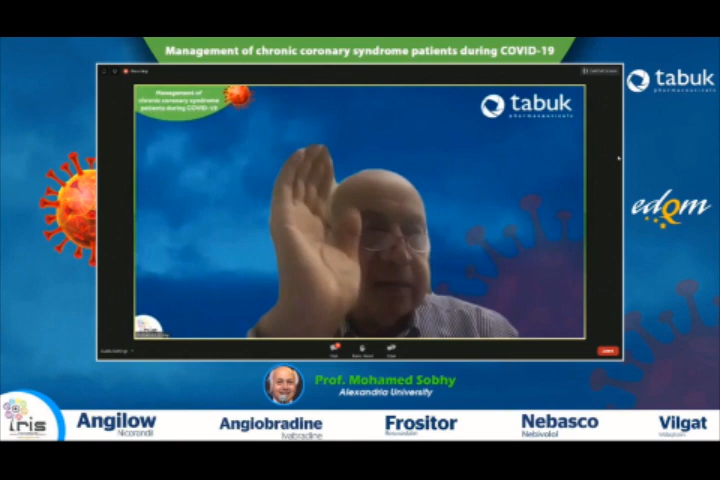 Management of chronic coronary syndrome patients during COVID-19
Management of
chronic coronary syndrome
patients during COVID-19
tabuk
pharmaceuticals
tabuk
pharmaceuticals
edqm
Prof. Mohamed Sobhy
Alexandria University
iris
Angilow
Nicorandil
Angiobradine
Ivabradine
Frositor
Nebasco
Nebivolol
Vilgat